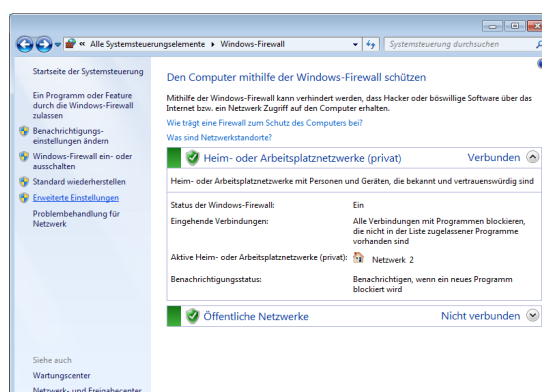 « Alle Systemsteuerungselemente ▸ Windows-Firewall
Systemsteuerung durchsuchen
Startseite der Systemsteuerung
Ein Programm oder Feature
durch die Windows-Firewall
zulassen
Benachrichtigungs-
einstellungen ändern
Windows-Firewall ein- oder
ausschalten
Standard wiederherstellen
Erweiterte Einstellungen
Problembehandlung für
Netzwerk
Siehe auch
Wartungscenter
Netzwerk- und Freigabecenter
Den Computer mithilfe der Windows-Firewall schützen
Mithilfe der Windows-Firewall kann verhindert werden, dass Hacker oder böswillige Software über das
Internet bzw. ein Netzwerk Zugriff auf den Computer erhalten.
Wie trägt eine Firewall zum Schutz des Computers bei?
Was sind Netzwerkstandorte?
Heim- oder Arbeitsplatznetzwerke (privat) Verbunden
Heim- oder Arbeitsplatznetzwerke mit Personen und Geräten, die bekannt und vertrauenswürdig sind
Status der Windows-Firewall: Ein
Eingehende Verbindungen: Alle Verbindungen mit Programmen blockieren,
die nicht in der Liste zugelassener Programme
vorhanden sind
Aktive Heim- oder Arbeitsplatznetzwerke (privat): Netzwerk 2
Benachrichtigungsstatus: Benachrichtigen, wenn ein neues Programm
blockiert wird
Öffentliche Netzwerke Nicht verbunden